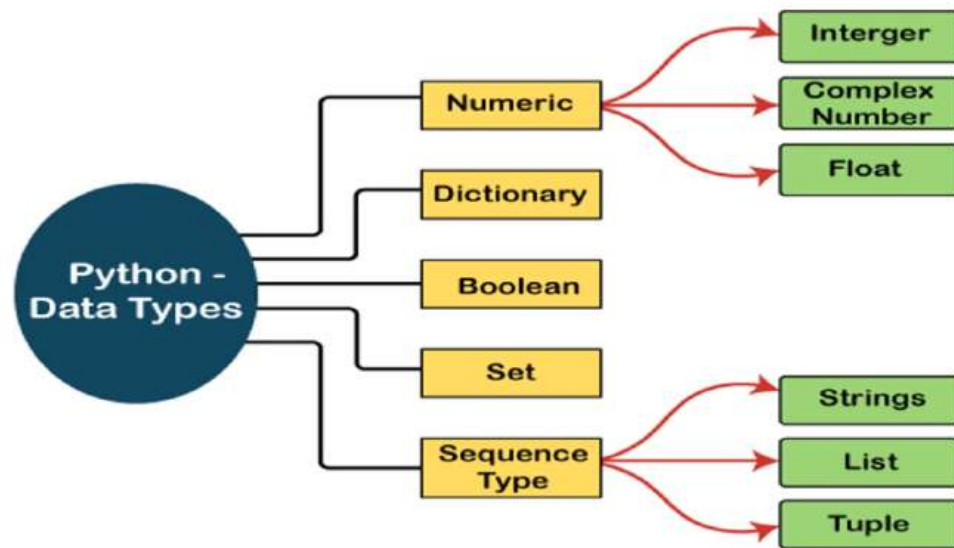 Python -
Data Types
Numeric
Dictionary
Boolean
Set
Sequence
Type
Interger
Complex
Number
Float
Strings
List
Tuple